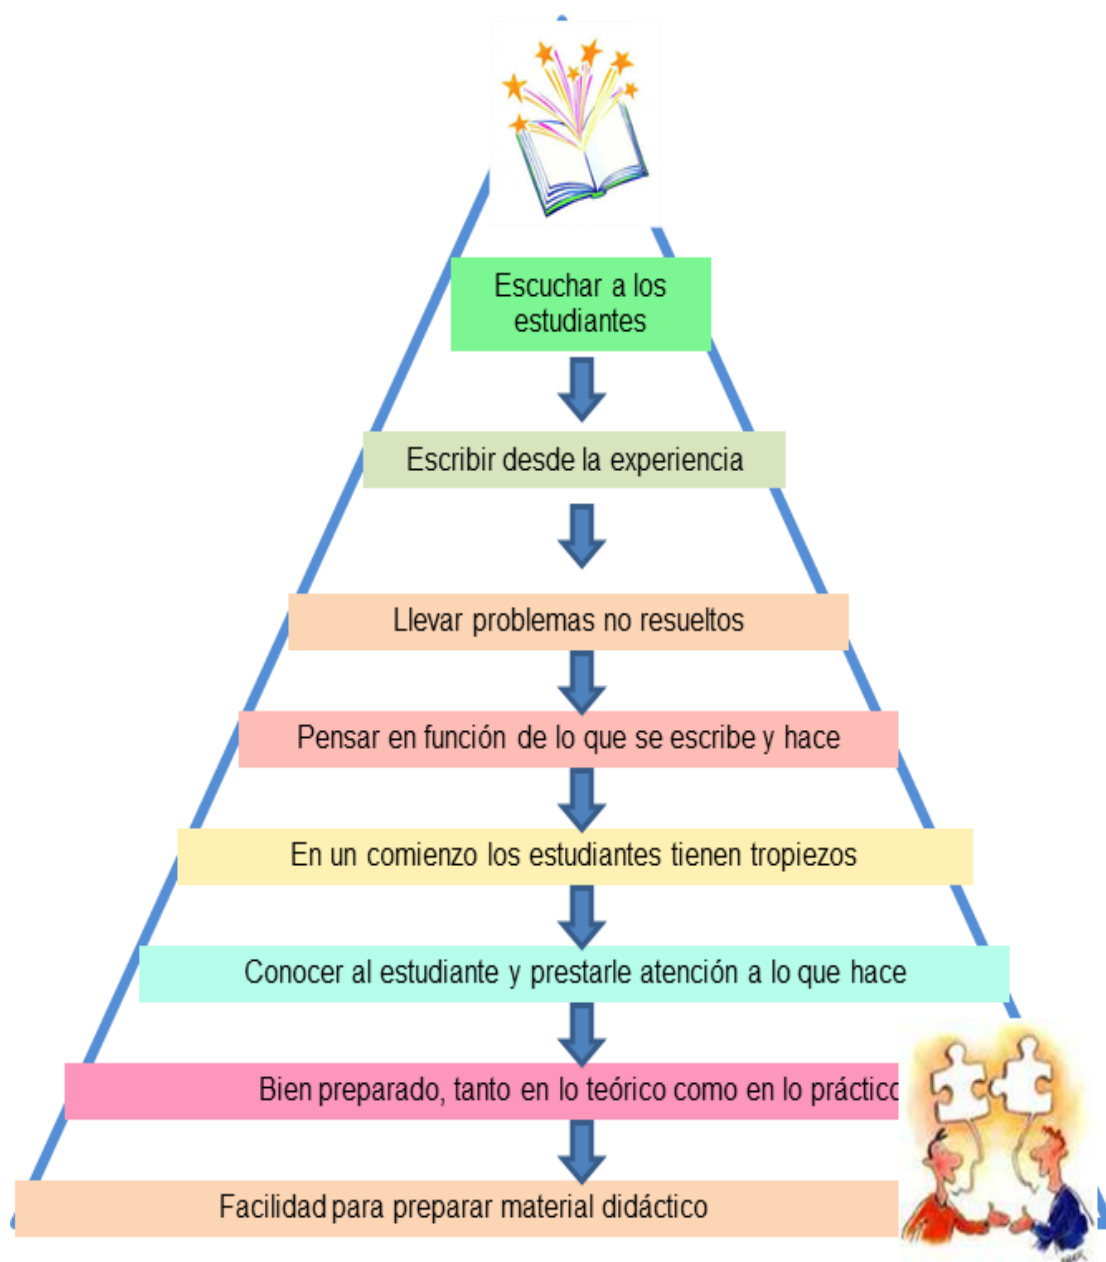 Escuchar a los
estudiantes
Escribir desde la experiencia
Llevar problemas no resueltos
Pensar en función de lo que se escribe y hace
En un comienzo los estudiantes tienen tropiezos
Conocer al estudiante y prestarle atención a lo que hace
Bien preparado, tanto en lo teórico como en lo práctico
Facilidad para preparar material didáctico